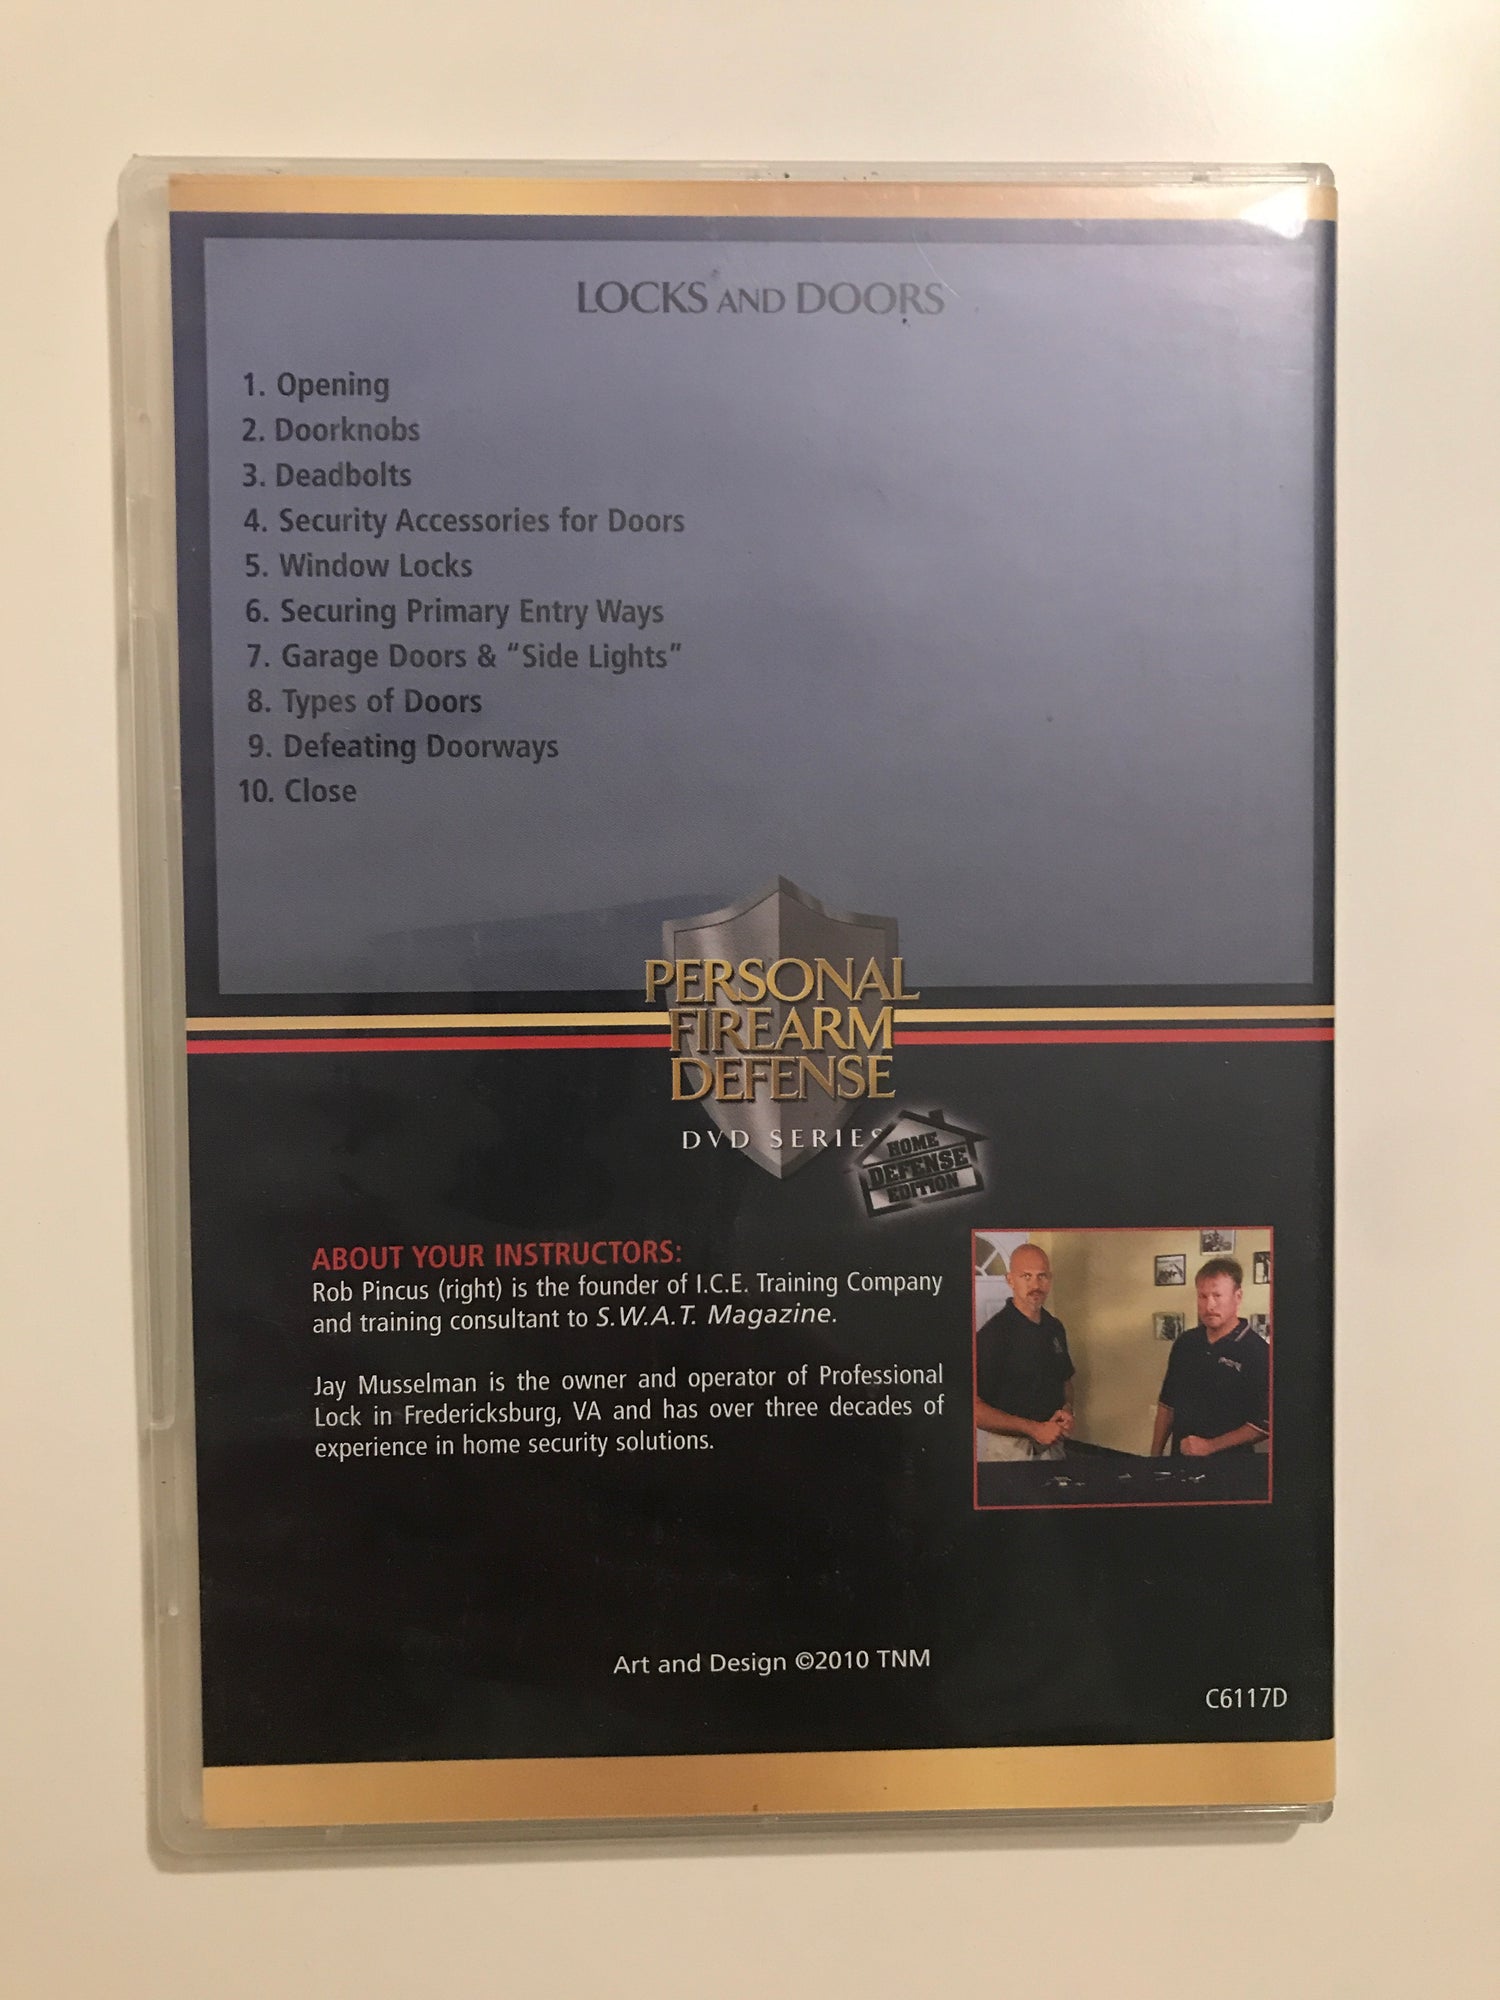 LOCKS AND DOORS
1. Opening
2. Doorknobs
3. Deadbolts
4. Security Accessories for Doors
5. Window Locks
6. Securing Primary Entry Ways
7. Garage Doors & “Side Lights”
8. Types of Doors
9. Defeating Doorways
10. Close
PERSONAL
FIREARM
DEFENSE
DVD SERIES
HOME
DEFENSE
EDITION
ABOUT YOUR INSTRUCTORS:
Rob Pincus (right) is the founder of I.C.E. Training Company
and training consultant to S.W.A.T. Magazine.
Jay Musselman is the owner and operator of Professional
Lock in Fredericksburg, VA and has over three decades of
experience in home security solutions.
Art and Design ©2010 TNM
C6117D